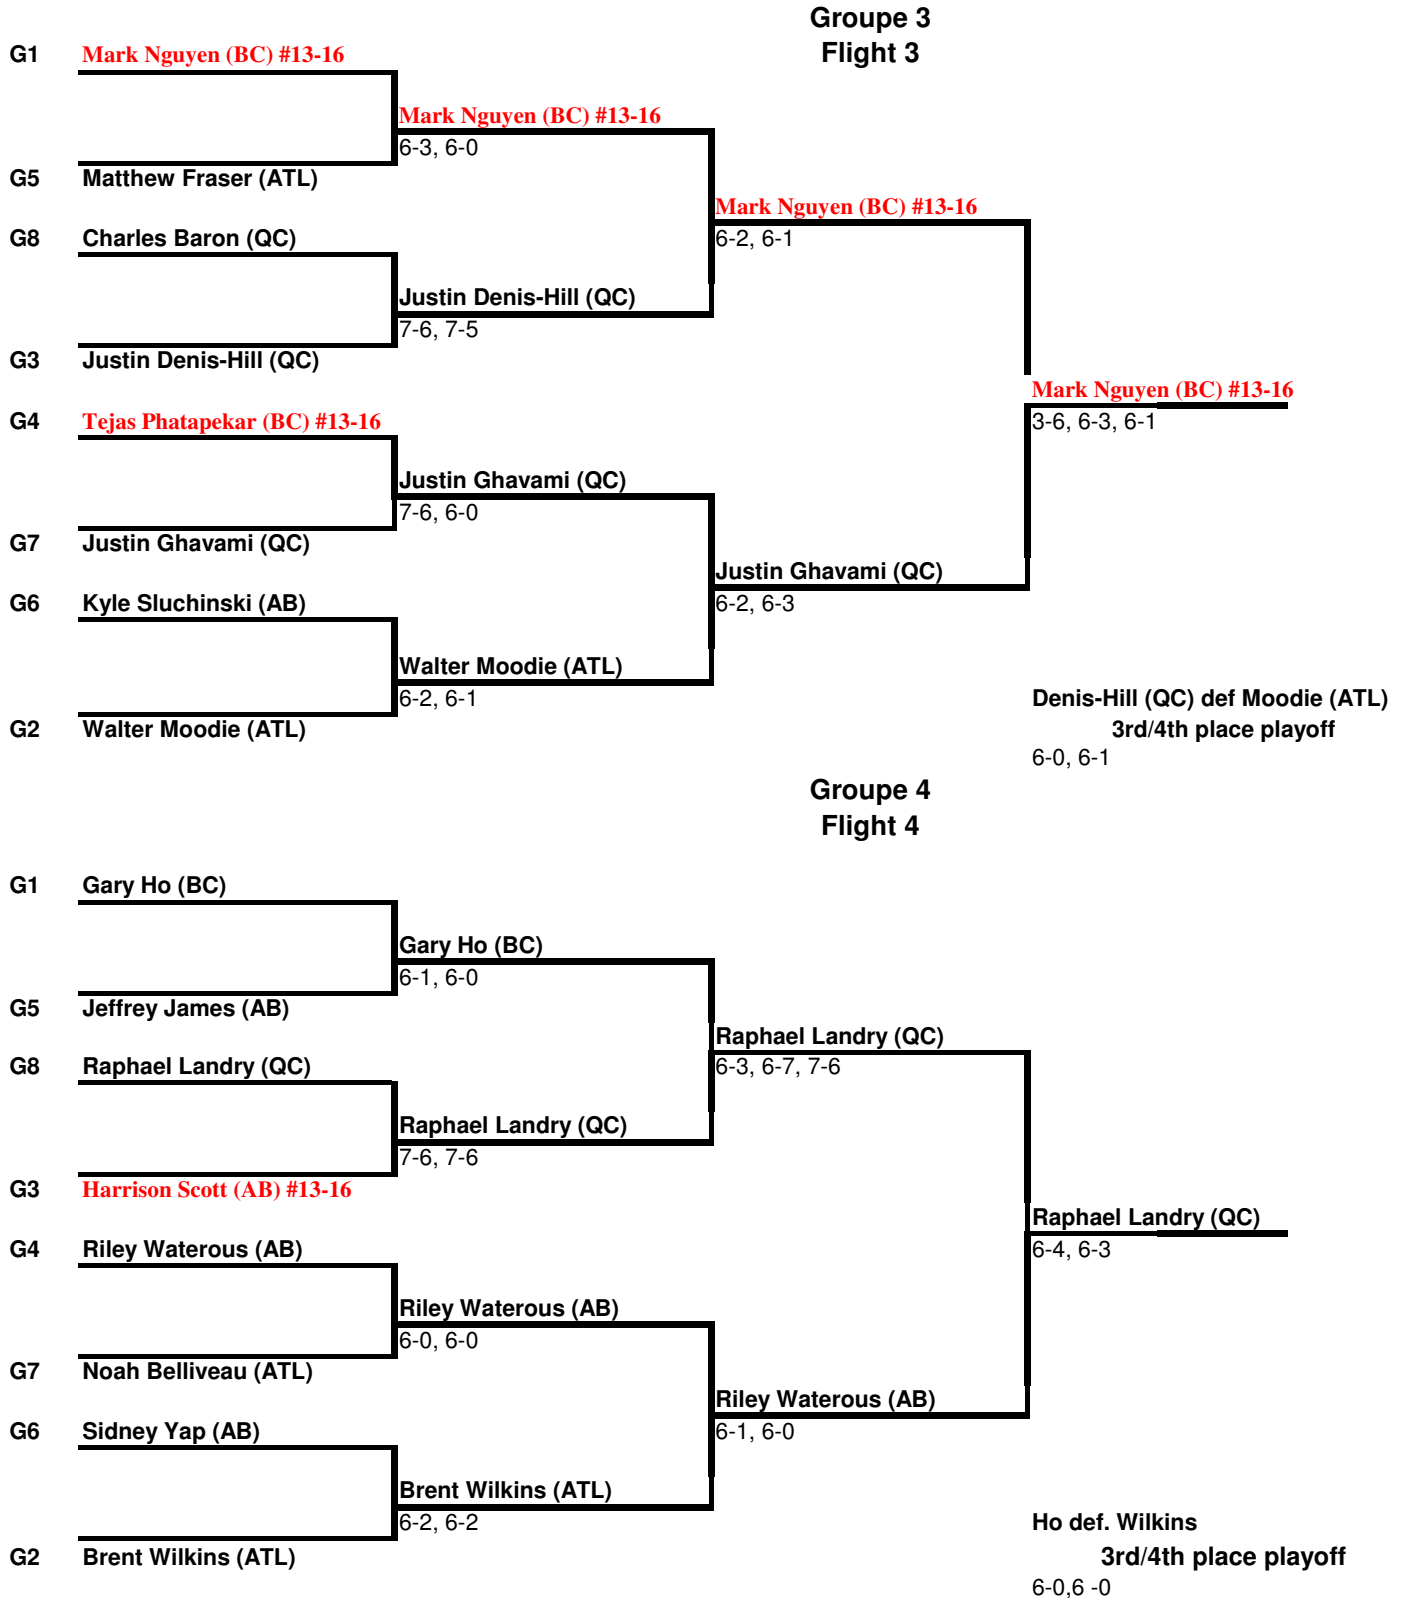 Groupe 3
Flight 3
G1 Mark Nguyen (BC) #13-16
Mark Nguyen (BC) #13-16
6-3, 6-0
G5 Matthew Fraser (ATL)
Mark Nguyen (BC) #13-16
G8 Charles Baron (QC)
6-2, 6-1
Justin Denis-Hill (QC)
7-6, 7-5
G3 Justin Denis-Hill (QC)
Mark Nguyen (BC) #13-16
G4 Tejas Phatapekar (BC) #13-16
3-6, 6-3, 6-1
Justin Ghavami (QC)
7-6, 6-0
G7 Justin Ghavami (QC)
Justin Ghavami (QC)
G6 Kyle Sluchinski (AB)
6-2, 6-3
Walter Moodie (ATL)
6-2, 6-1
Denis-Hill (QC) def Moodie (ATL)
G2 Walter Moodie (ATL)
3rd/4th place playoff
6-0, 6-1
Groupe 4
Flight 4
G1 Gary Ho (BC)
Gary Ho (BC)
6-1, 6-0
G5 Jeffrey James (AB)
Raphael Landry (QC)
G8 Raphael Landry (QC)
6-3, 6-7, 7-6
Raphael Landry (QC)
7-6, 7-6
G3 Harrison Scott (AB) #13-16
Raphael Landry (QC)
G4 Riley Waterous (AB)
6-4, 6-3
Riley Waterous (AB)
6-0, 6-0
G7 Noah Belliveau (ATL)
Riley Waterous (AB)
G6 Sidney Yap (AB)
6-1, 6-0
Brent Wilkins (ATL)
6-2, 6-2
Ho def. Wilkins
G2 Brent Wilkins (ATL)
3rd/4th place playoff
6-0,6 -0